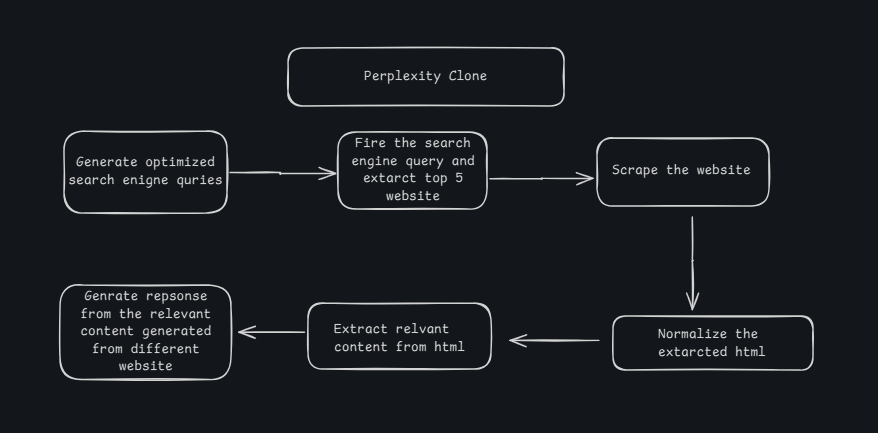 Perplexity Clone
Generate optimized
search enigne quries
Fire the search
engine query and
extarct top 5
website
Scrape the website
Normalize the
extarcted html
Extract relvant
content from html
Genrate repsonse
from the relevant
content generated
from different
website